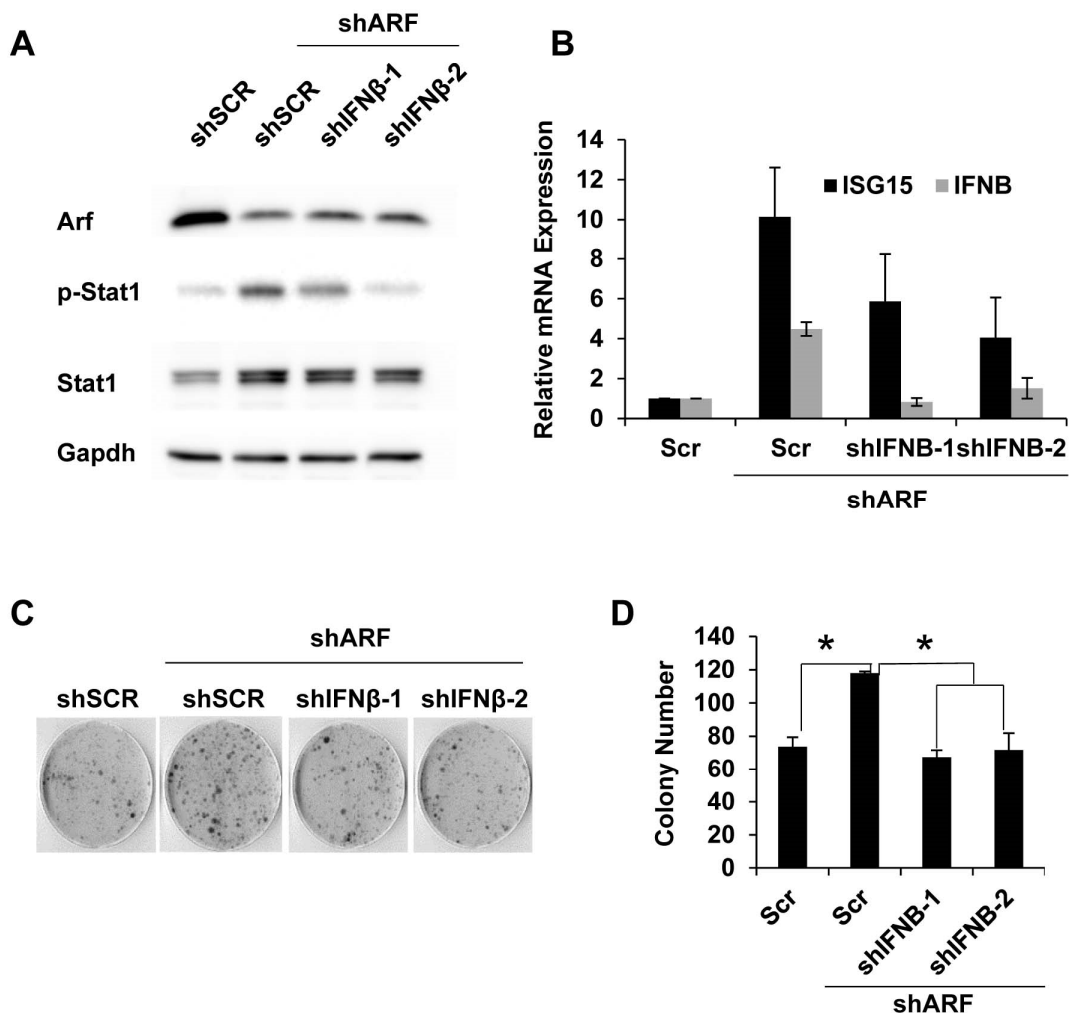 A
shARF
shSCR
shSCR
shIFNβ-1
shIFNβ-2
Arf
p-Stat1
Stat1
Gapdh
B
Relative mRNA Expression
14
12
10
8
6
4
2
0
ISG15
IFNB
Scr
Scr
shIFNB-1
shIFNB-2
shARF
C
shARF
shSCR
shSCR
shIFNβ-1
shIFNβ-2
D
Colony Number
140
120
100
80
60
40
20
0
*
*
Scr
Scr
shIFNB-1
shIFNB-2
shARF